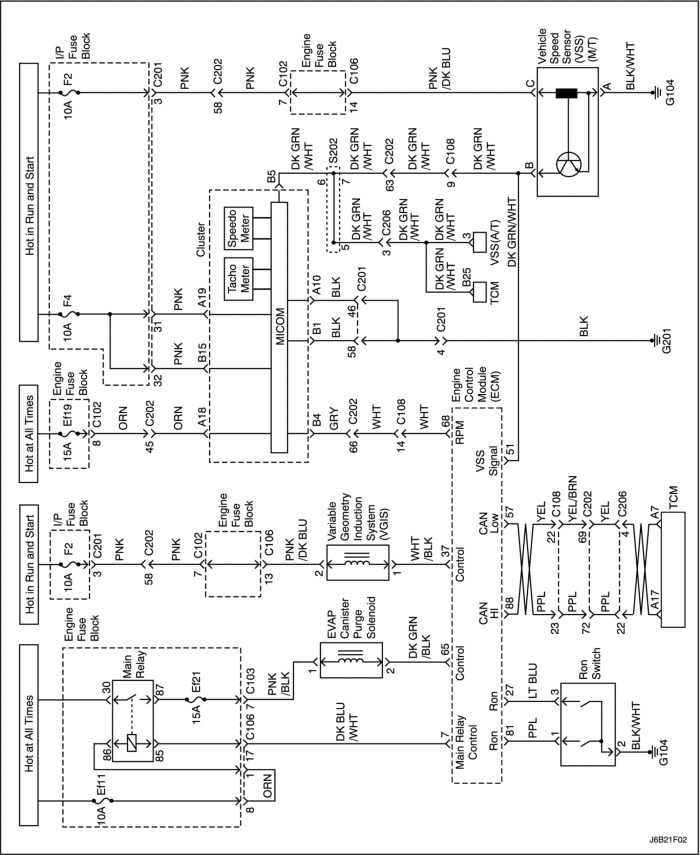 Hot at All Times
Hot in Run and Start
Hot at All Times
Hot in Run and Start
Engine
Fuse
Block
Main
Relay
30
87
86
85
Ef21
15A
Ef11
10A
C103
7
C106
17
1
8
ORN
PNK
/BLK
DK BLU
/WHT
EVAP
Canister
Purge
Solenoid
1
2
DK GRN
/BLK
I/P
Fuse
Block
F2
10A
C201
3
PNK
C202
58
PNK
C102
7
Engine
Fuse
Block
C106
13
PNK
/DK BLU
Variable
Geometry
Induction
System
(VGIS)
2
1
WHT
/BLK
Engine
Fuse
Block
Ef19
15A
C102
8
ORN
C202
45
ORN
A18
I/P
Fuse
Block
F4
10A
F2
10A
32
31
PNK
PNK
B15
A19
C201
3
PNK
C202
58
PNK
C102
7
Engine
Fuse
Block
C106
14
PNK
/DK BLU
Cluster
Tacho
Meter
Speedo
Meter
MICOM
B5
B4
B1
A10
GRY
C202
66
WHT
C108
14
WHT
BLK
BLK
C201
58
46
C201
4
BLK
G201
S202
6
5
7
DK GRN
/WHT
DK GRN
/WHT
C206
3
DK GRN
/WHT
DK GRN
/WHT
DK GRN
/WHT
C202
63
DK GRN
/WHT
C108
9
DK GRN
/WHT
B25
TCM
3
VSS(A/T)
DK GRN/WHT
Vehicle
Speed
Sensor
(VSS)
(M/T)
C
B
A
BLK/WHT
G104
Engine
Control
Module
(ECM)
7
Main Relay
Control
65
Control
37
Control
68
RPM
Ron
81
Ron
27
CAN
HI
88
CAN
Low
57
VSS
Signal
51
PPL
LT BLU
1
3
Ron
Switch
2
BLK/WHT
G104
PPL
23
PPL
72
PPL
22
A17
YEL
22
C108
YEL/BRN
69
C202
YEL
4
C206
A7
TCM
J6B21F02